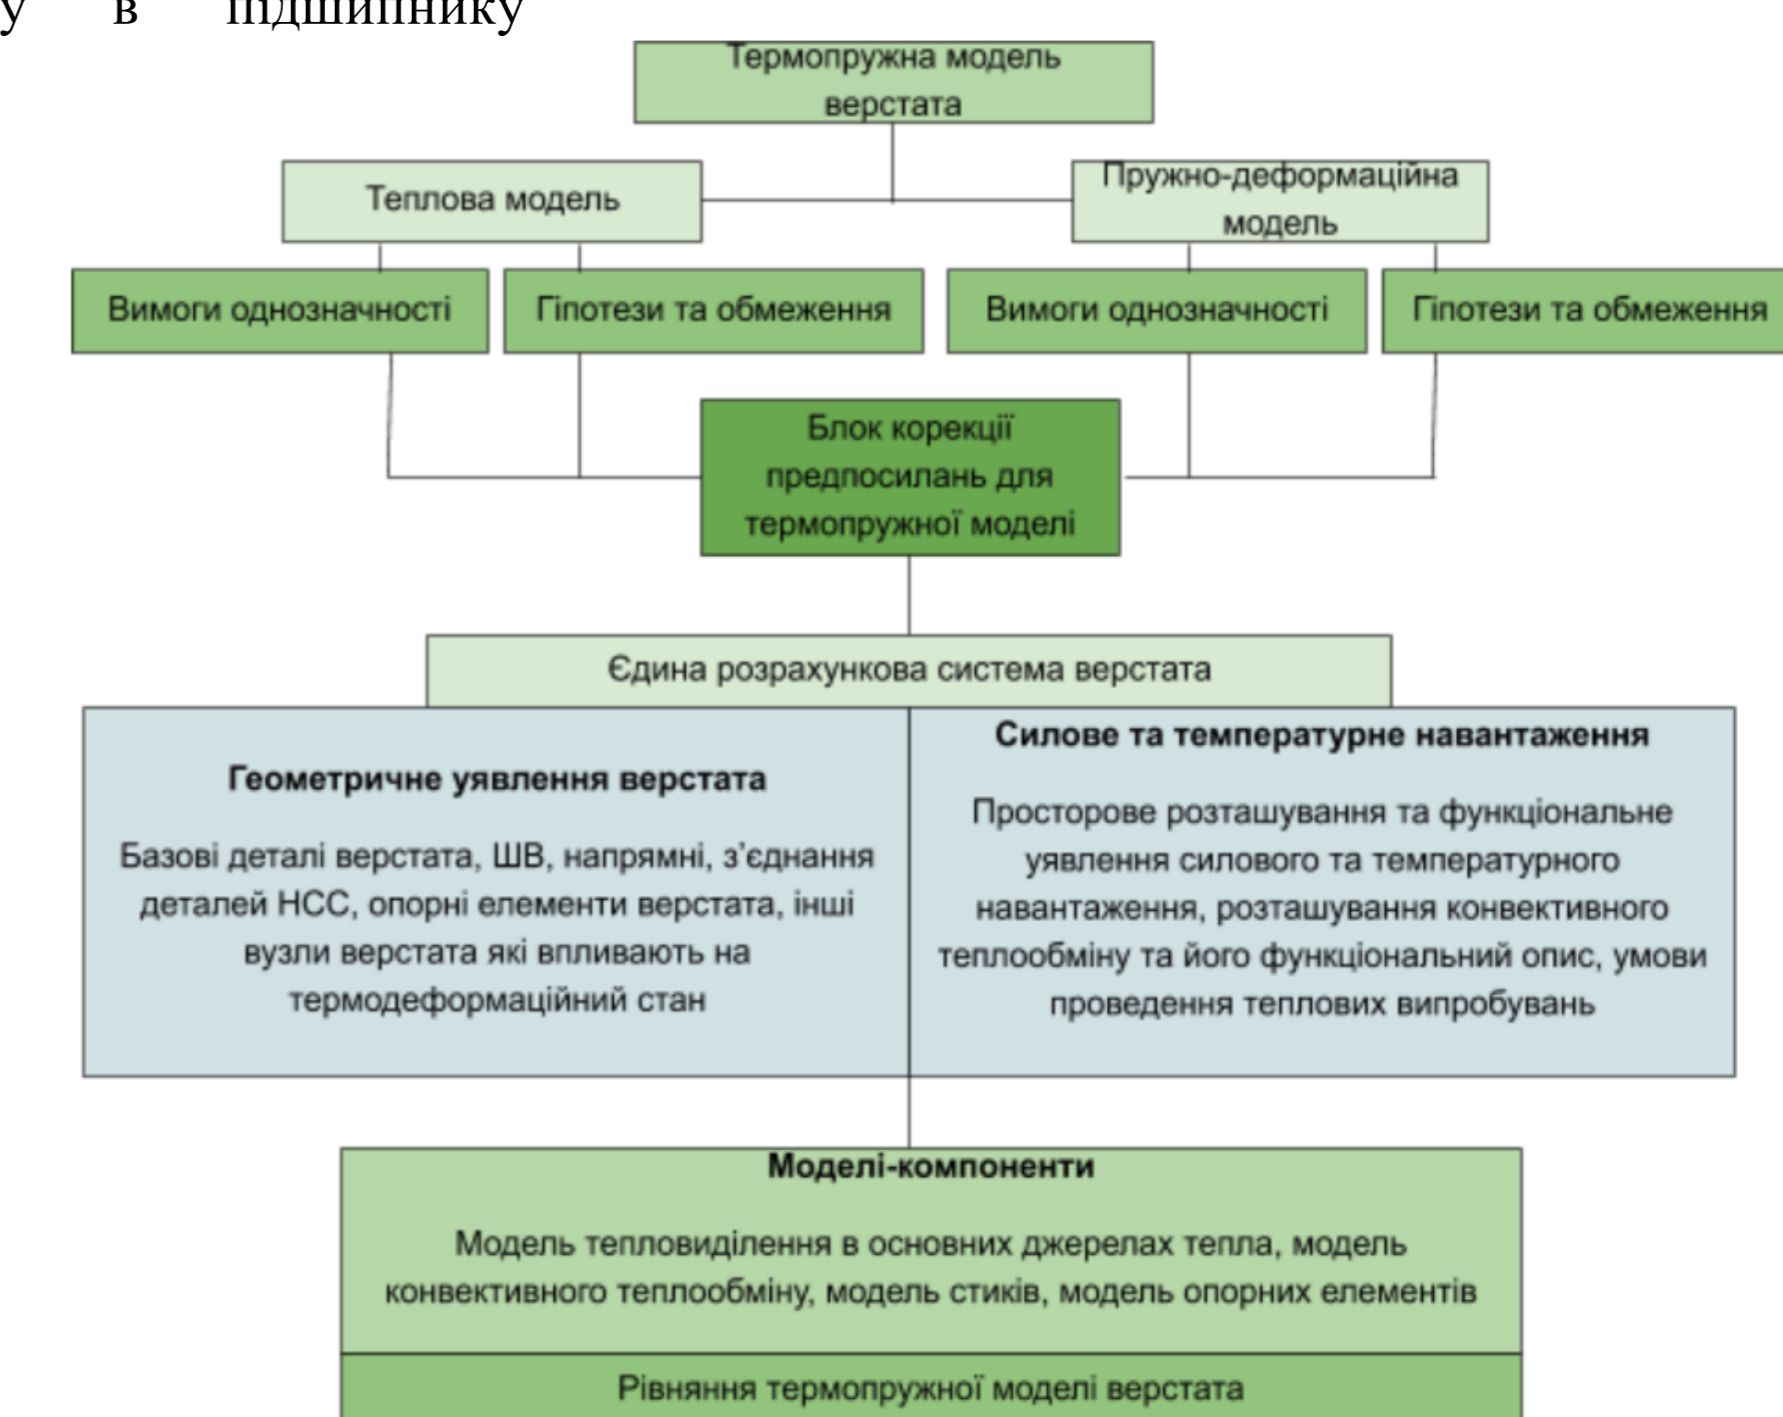 у в підшипнику
Термопружна модель
верстата
Теплова модель
Пружно-деформаційна
модель
Вимоги однозначності
Гіпотези та обмеження
Вимоги однозначності
Гіпотези та обмеження
Блок корекції
предпосилань для
термопружної моделі
Єдина розрахункова система верстата
Геометричне уявлення верстата
Базові деталі верстата, ШВ, напрямні, з’єднання
деталей НСС, опорні елементи верстата, інші
вузли верстата які впливають на
термодеформаційний стан
Силове та температурне навантаження
Просторове розташування та функціональне
уявлення силового та температурного
навантаження, розташування конвективного
теплообміну та його функціональний опис, умови
проведення теплових випробувань
Моделі-компоненти
Модель тепловиділення в основних джерелах тепла, модель
конвективного теплообміну, модель стиків, модель опорних елементів
Рівняння термопружної моделі верстата